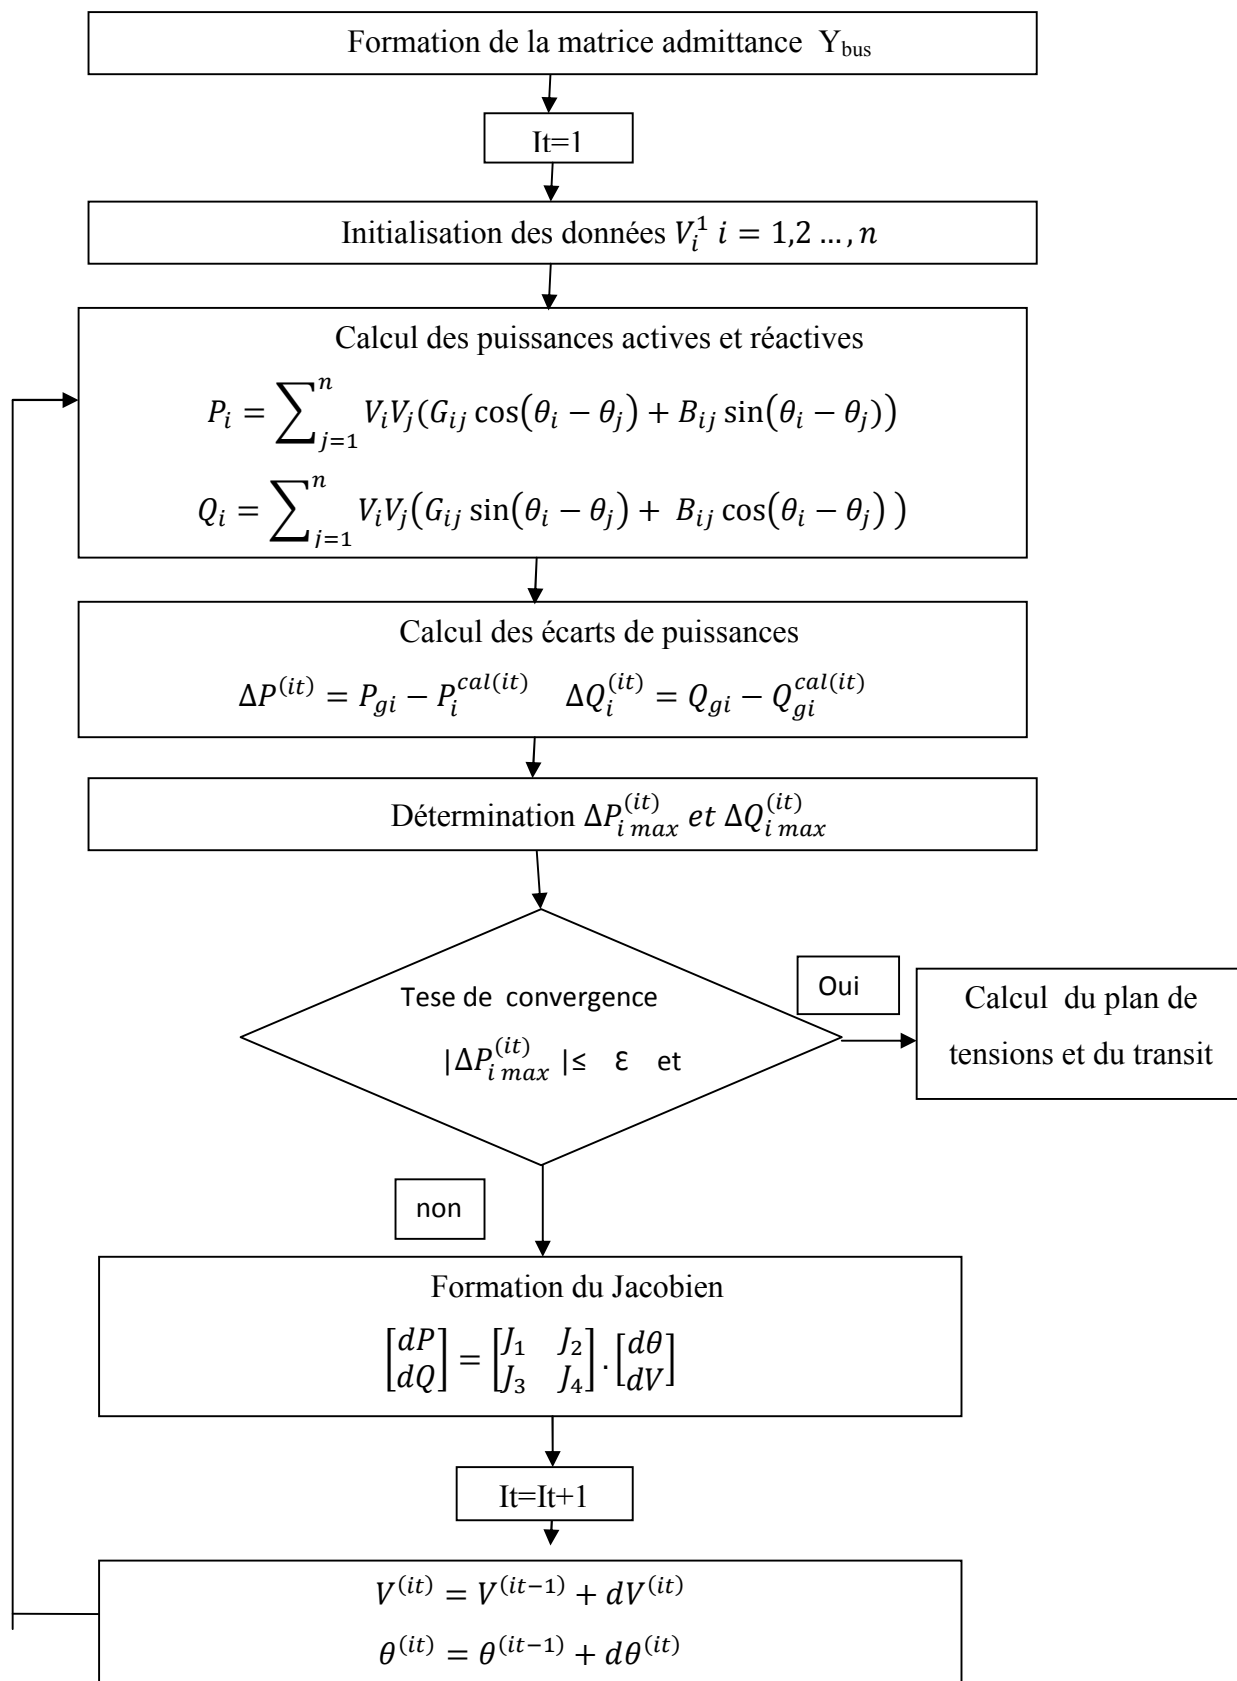 Formation de la matrice admittance Y_bus
It=1
Initialisation des données V_i^1 i = 1,2 …, n
Calcul des puissances actives et réactives
P_i = ∑_{j=1}^{n} V_i V_j (G_ij cos(θ_i − θ_j) + B_ij sin(θ_i − θ_j))
Q_i = ∑_{j=1}^{n} V_i V_j (G_ij sin(θ_i − θ_j) + B_ij cos(θ_i − θ_j) )
Calcul des écarts de puissances
ΔP^(it) = P_gi − P_i^cal(it) ΔQ_i^(it) = Q_gi − Q_gi^cal(it)
Détermination ΔP_{i max}^(it) et ΔQ_{i max}^(it)
Tese de convergence
|ΔP_{i max}^(it) |≤ ε et
Oui
Calcul du plan de
tensions et du transit
non
Formation du Jacobien
[dP dQ] = [J_1 J_2 J_3 J_4] . [dθ dV]
It=It+1
V^(it) = V^(it−1) + dV^(it)
θ^(it) = θ^(it−1) + dθ^(it)